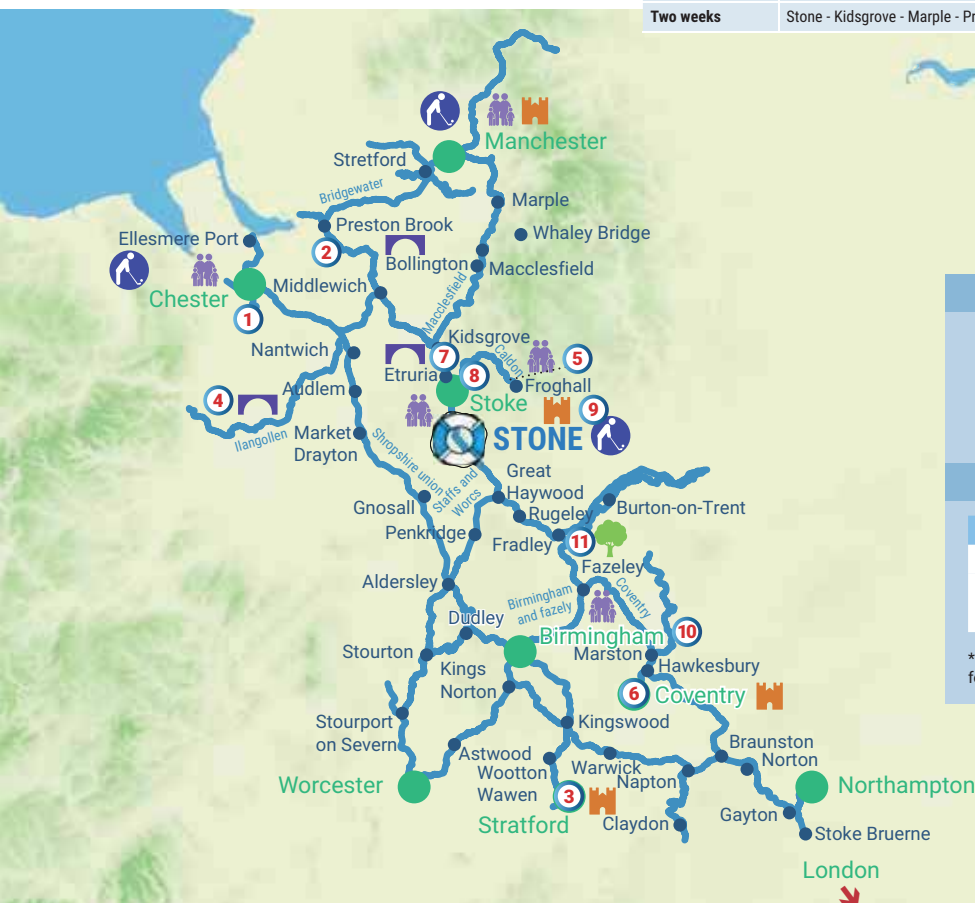 Two weeks
Stone - Kidsgrove - Marple - Pr
Manchester
Stretford
Bridgewater
Marple
Preston Brook
Whaley Bridge
Ellesmere Port
2
Bollington
Macclesfield
Chester
Middlewich
1
Macclesfield
Kidsgrove
Nantwich
7
Caldon
5
Etruria
8
Froghall
Audlem
4
Stoke
9
llangollen
Market
Drayton
STONE
Shropshire union
Staffs and
Worcs
Great
Haywood
Gnosall
Rugeley
Burton-on-Trent
Penkridge
Fradley
11
Fazeley
Aldersley
Birmingham
and fazely
Coventry
Dudley
Birmingham
10
Stourton
Marston
Kings
Norton
Hawkesbury
6
Coventry
Stourport
on Severn
Kingswood
Astwood
Braunston
Wootton
Wawen
Warwick
Napton
Norton
Worcester
3
Northampton
Stratford
Claydon
Gayton
Stoke Bruerne
London
*
f